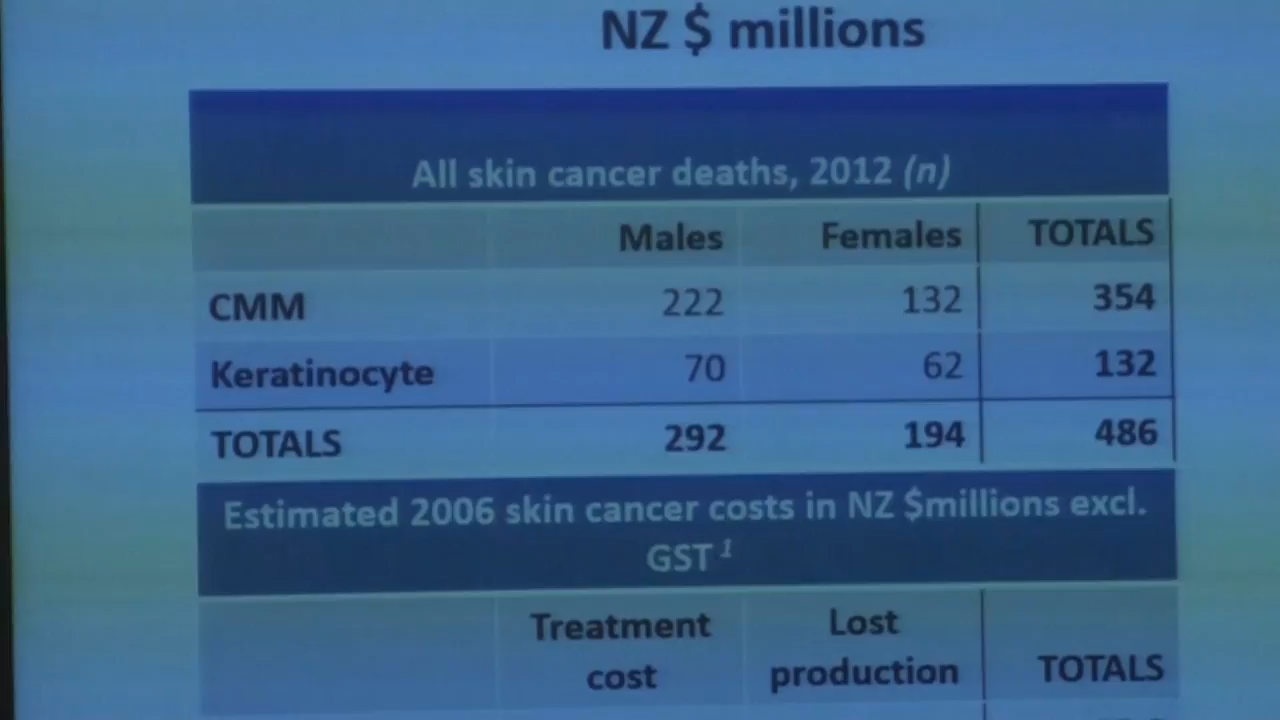 NZ $ millions
All skin cancer deaths, 2012 (n)
Males Females TOTALS
CMM 222 132 354
Keratinocyte 70 62 132
TOTALS 292 194 486
Estimated 2006 skin cancer costs in NZ $millions excl.
GST 1
Treatment cost Lost production TOTALS